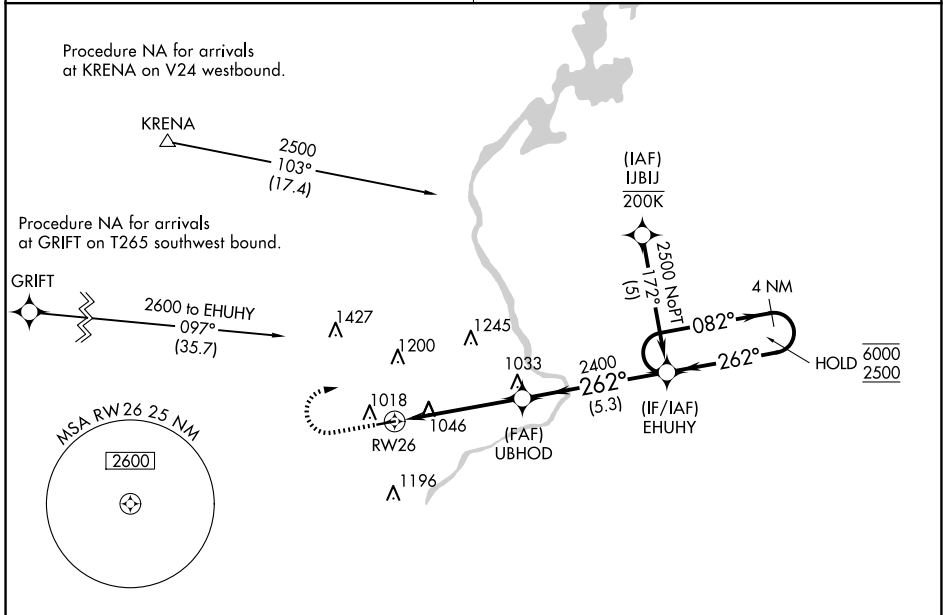 Procedure NA for arrivals
at KRENA on V24 westbound.
KRENA
2500
103°
(17.4)
(IAF)
IJBIJ
200K
Procedure NA for arrivals
at GRIFT on T265 southwest bound.
GRIFT
2600 to EHUHY
097°
(35.7)
2500 NoPT
172°
(5)
4 NM
082°
262°
HOLD
6000
2500
1427
1200
1245
1033
2400
262°
(5.3)
(IF/IAF)
EHUHY
1018
1046
RW26
(FAF)
UBHOD
1196
MSA RW 26 25 NM
2600